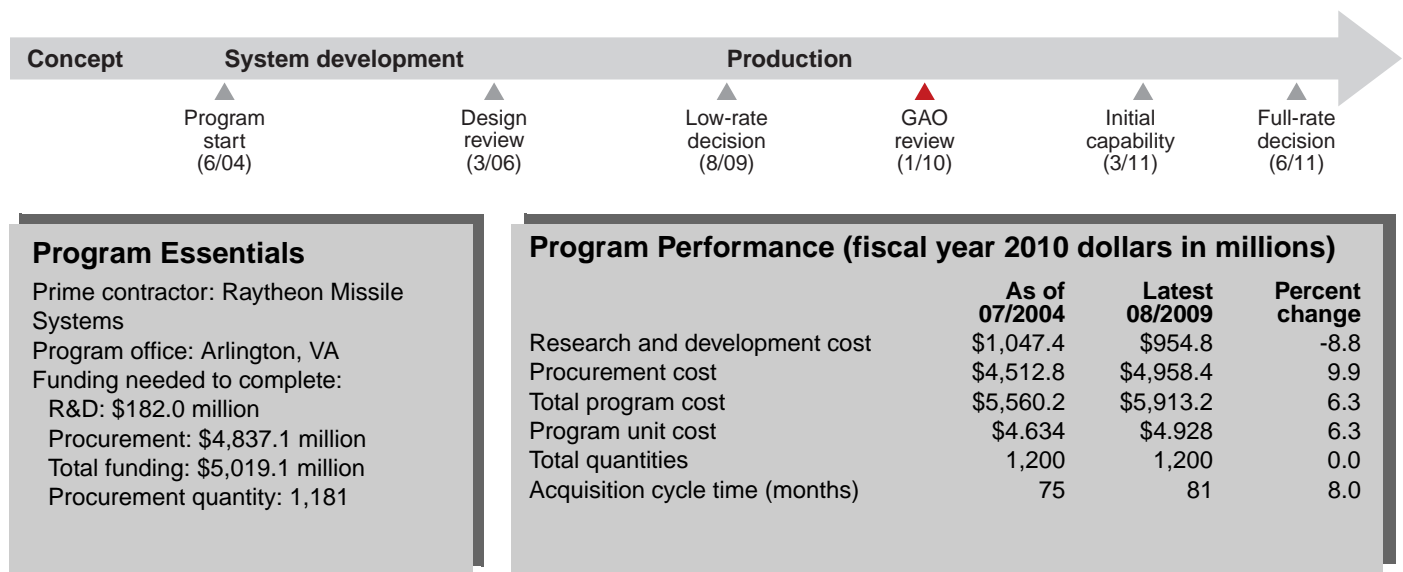 Concept System development Production
Program start (6/04)
Design review (3/06)
Low-rate decision (8/09)
GAO review (1/10)
Initial capability (3/11)
Full-rate decision (6/11)
Program Essentials
Prime contractor: Raytheon Missile
Systems
Program office: Arlington, VA
Funding needed to complete:
R&D: $182.0 million
Procurement: $4,837.1 million
Total funding: $5,019.1 million
Procurement quantity: 1,181
Program Performance (fiscal year 2010 dollars in millions)
As of Latest Percent
07/2004 08/2009 change
Research and development cost $1,047.4 $954.8 -8.8
Procurement cost $4,512.8 $4,958.4 9.9
Total program cost $5,560.2 $5,913.2 6.3
Program unit cost $4.634 $4.928 6.3
Total quantities 1,200 1,200 0.0
Acquisition cycle time (months) 75 81 8.0